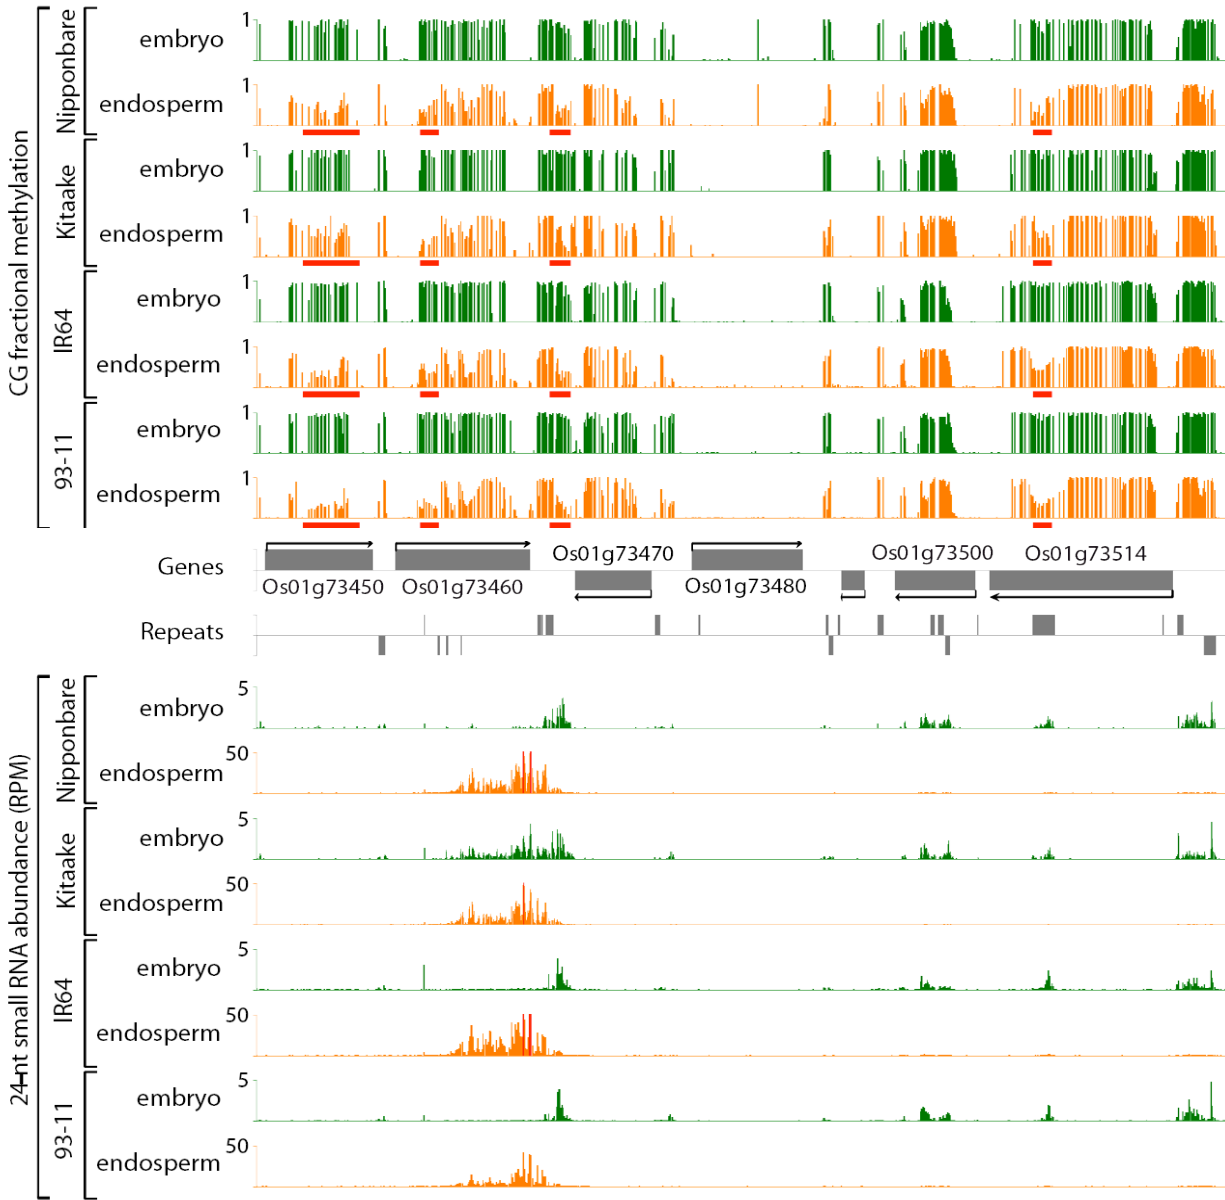 CG fractional methylation
Nipponbare
embryo
1
endosperm
1
Kitaake
embryo
1
endosperm
1
IR64
embryo
1
endosperm
1
93-11
embryo
1
endosperm
1
Genes
Os01g73450
Os01g73460
Os01g73470
Os01g73480
Os01g73500
Os01g73514
Repeats
24-nt small RNA abundance (RPM)
Nipponbare
embryo
5
endosperm
50
Kitaake
embryo
5
endosperm
50
IR64
embryo
5
endosperm
50
93-11
embryo
5
endosperm
50